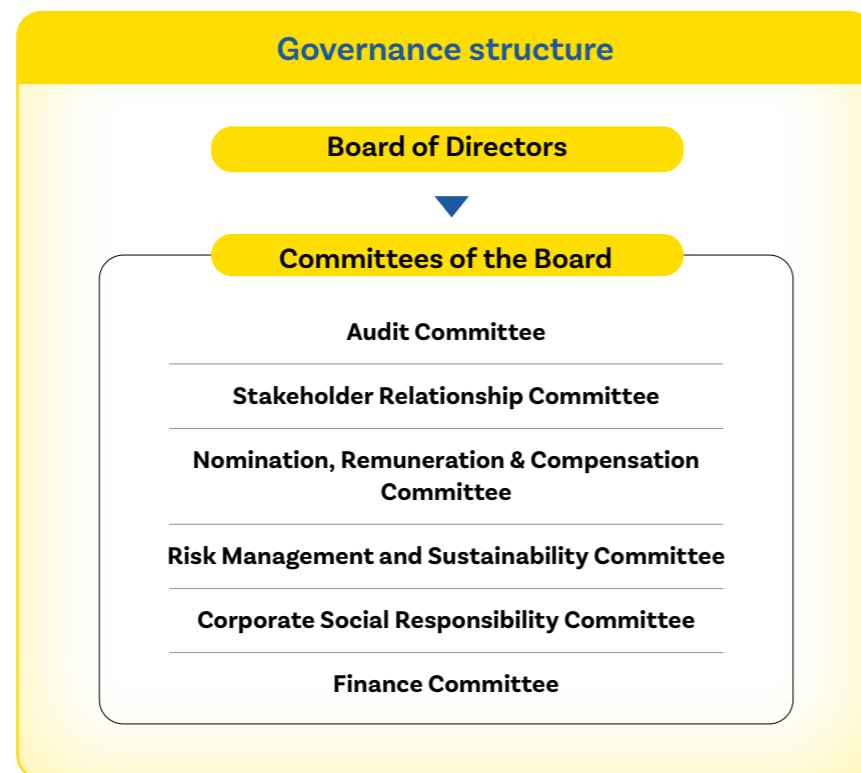 Governance structure
Board of Directors
Committees of the Board
Audit Committee
Stakeholder Relationship Committee
Nomination, Remuneration & Compensation
Committee
Risk Management and Sustainability Committee
Corporate Social Responsibility Committee
Finance Committee